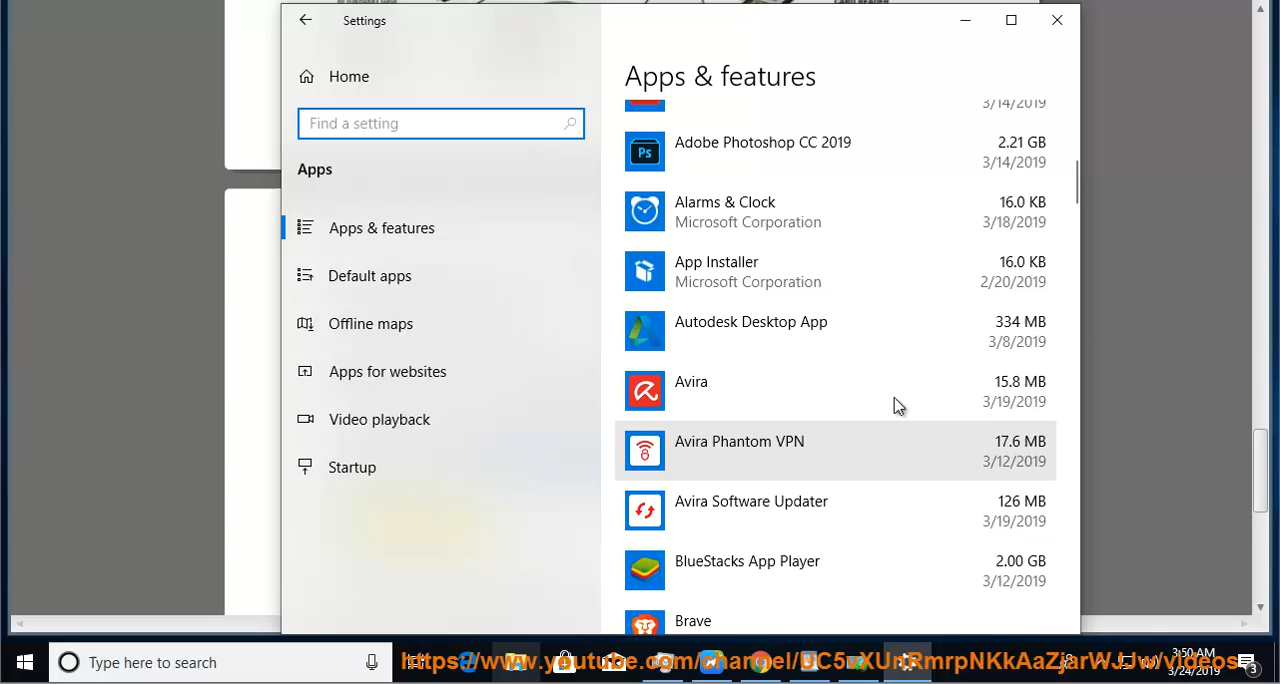 Settings
Home
Find a setting
Apps
Apps & features
Default apps
Offline maps
Apps for websites
Video playback
Startup
Apps & features
3/14/2019
Ps
Adobe Photoshop CC 2019
2.21 GB
3/14/2019
Alarms & Clock
16.0 KB
Microsoft Corporation
3/18/2019
App Installer
16.0 KB
Microsoft Corporation
2/20/2019
Autodesk Desktop App
334 MB
3/8/2019
Avira
15.8 MB
3/19/2019
Avira Phantom VPN
17.6 MB
3/12/2019
Avira Software Updater
126 MB
3/19/2019
BlueStacks App Player
2.00 GB
3/12/2019
Brave
Type here to search
3:50 AM
3/24/2019
3